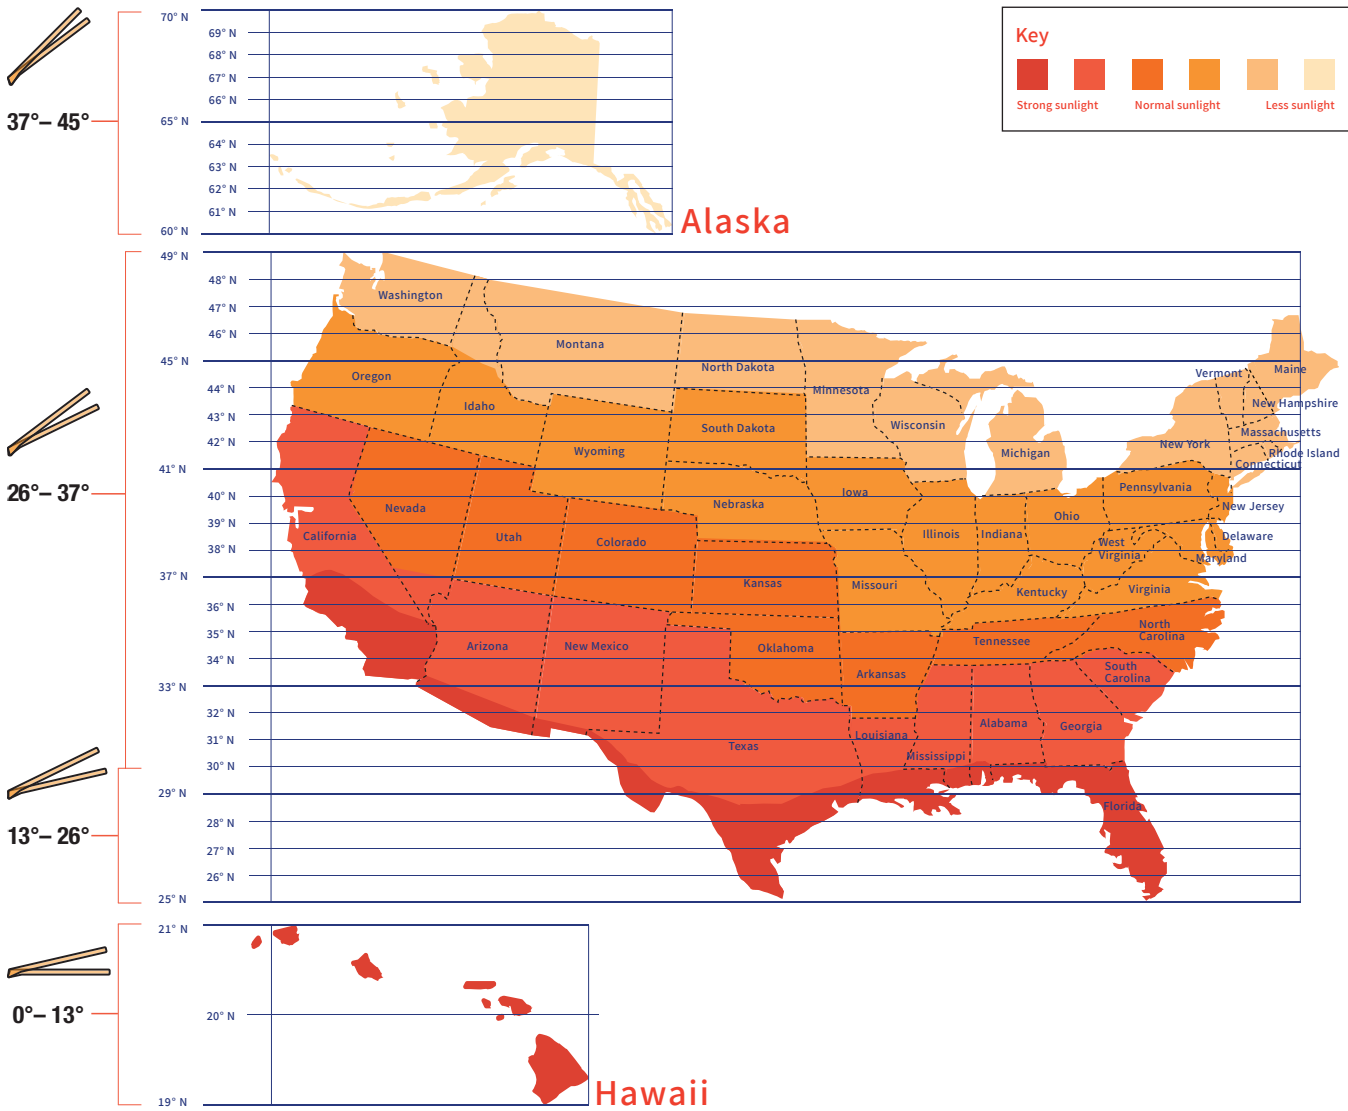 70° N
69° N
68° N
67° N
66° N
65° N
64° N
63° N
62° N
61° N
60° N
37°– 45°
Alaska
Key
Strong sunlight
Normal sunlight
Less sunlight
49° N
48° N
47° N
46° N
45° N
44° N
43° N
42° N
41° N
40° N
39° N
38° N
37° N
36° N
35° N
34° N
33° N
32° N
31° N
30° N
29° N
28° N
27° N
26° N
25° N
26°– 37°
13°– 26°
Washington
Montana
North Dakota
Minnesota
Vermont
Maine
Oregon
Idaho
New Hampshire
South Dakota
Wisconsin
Massachusetts
New York
Rhode Island
Connecticut
Wyoming
Michigan
Pennsylvania
Iowa
Nebraska
New Jersey
Nevada
Ohio
California
Utah
Colorado
Illinois
Indiana
West
Virginia
Delaware
Maryland
Kansas
Missouri
Kentucky
Virginia
North
Carolina
Tennessee
Arizona
New Mexico
Oklahoma
Arkansas
South
Carolina
Alabama
Georgia
Louisiana
Texas
Mississippi
Florida
21° N
20° N
19° N
0°– 13°
Hawaii